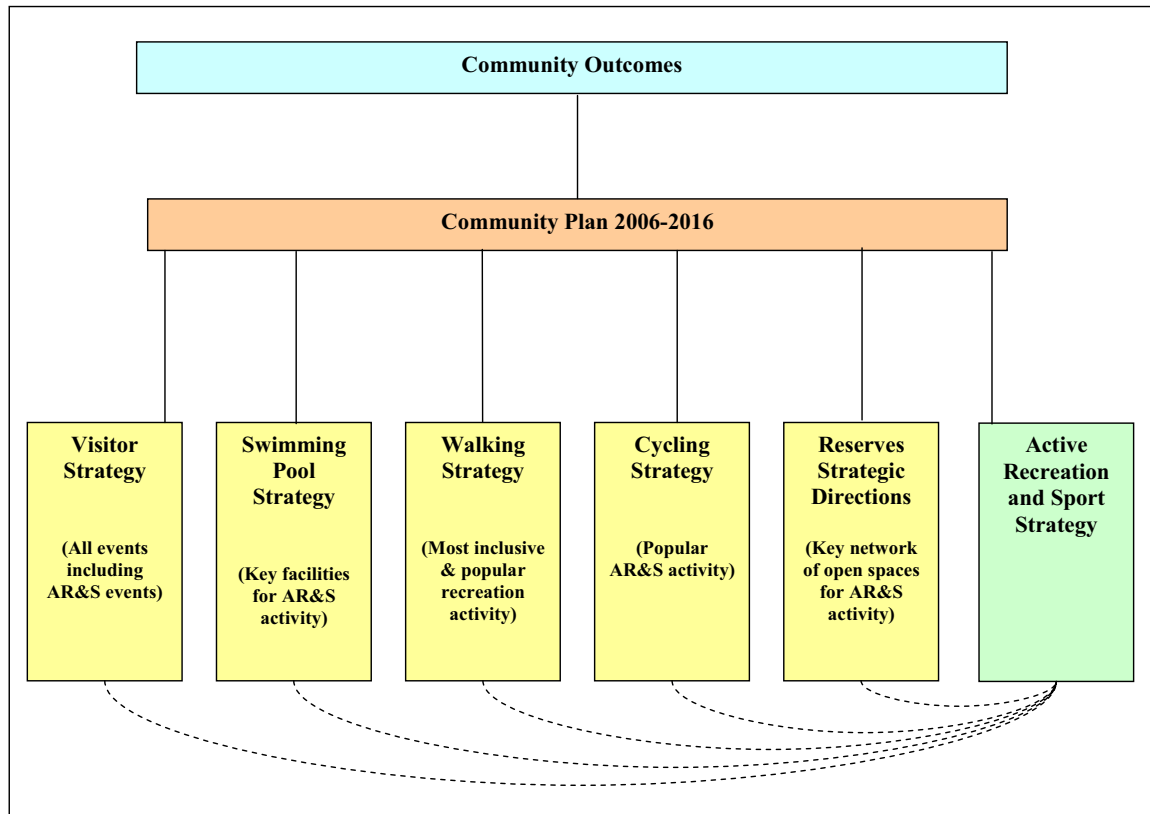 Community Outcomes
Community Plan 2006-2016
Visitor
Strategy
(All events
including
AR&S events)
Swimming
Pool
Strategy
(Key facilities
for AR&S
activity)
Walking
Strategy
(Most inclusive
& popular
recreation
activity)
Cycling
Strategy
(Popular
AR&S activity)
Reserves
Strategic
Directions
(Key network
of open spaces
for AR&S
activity)
Active
Recreation
and Sport
Strategy